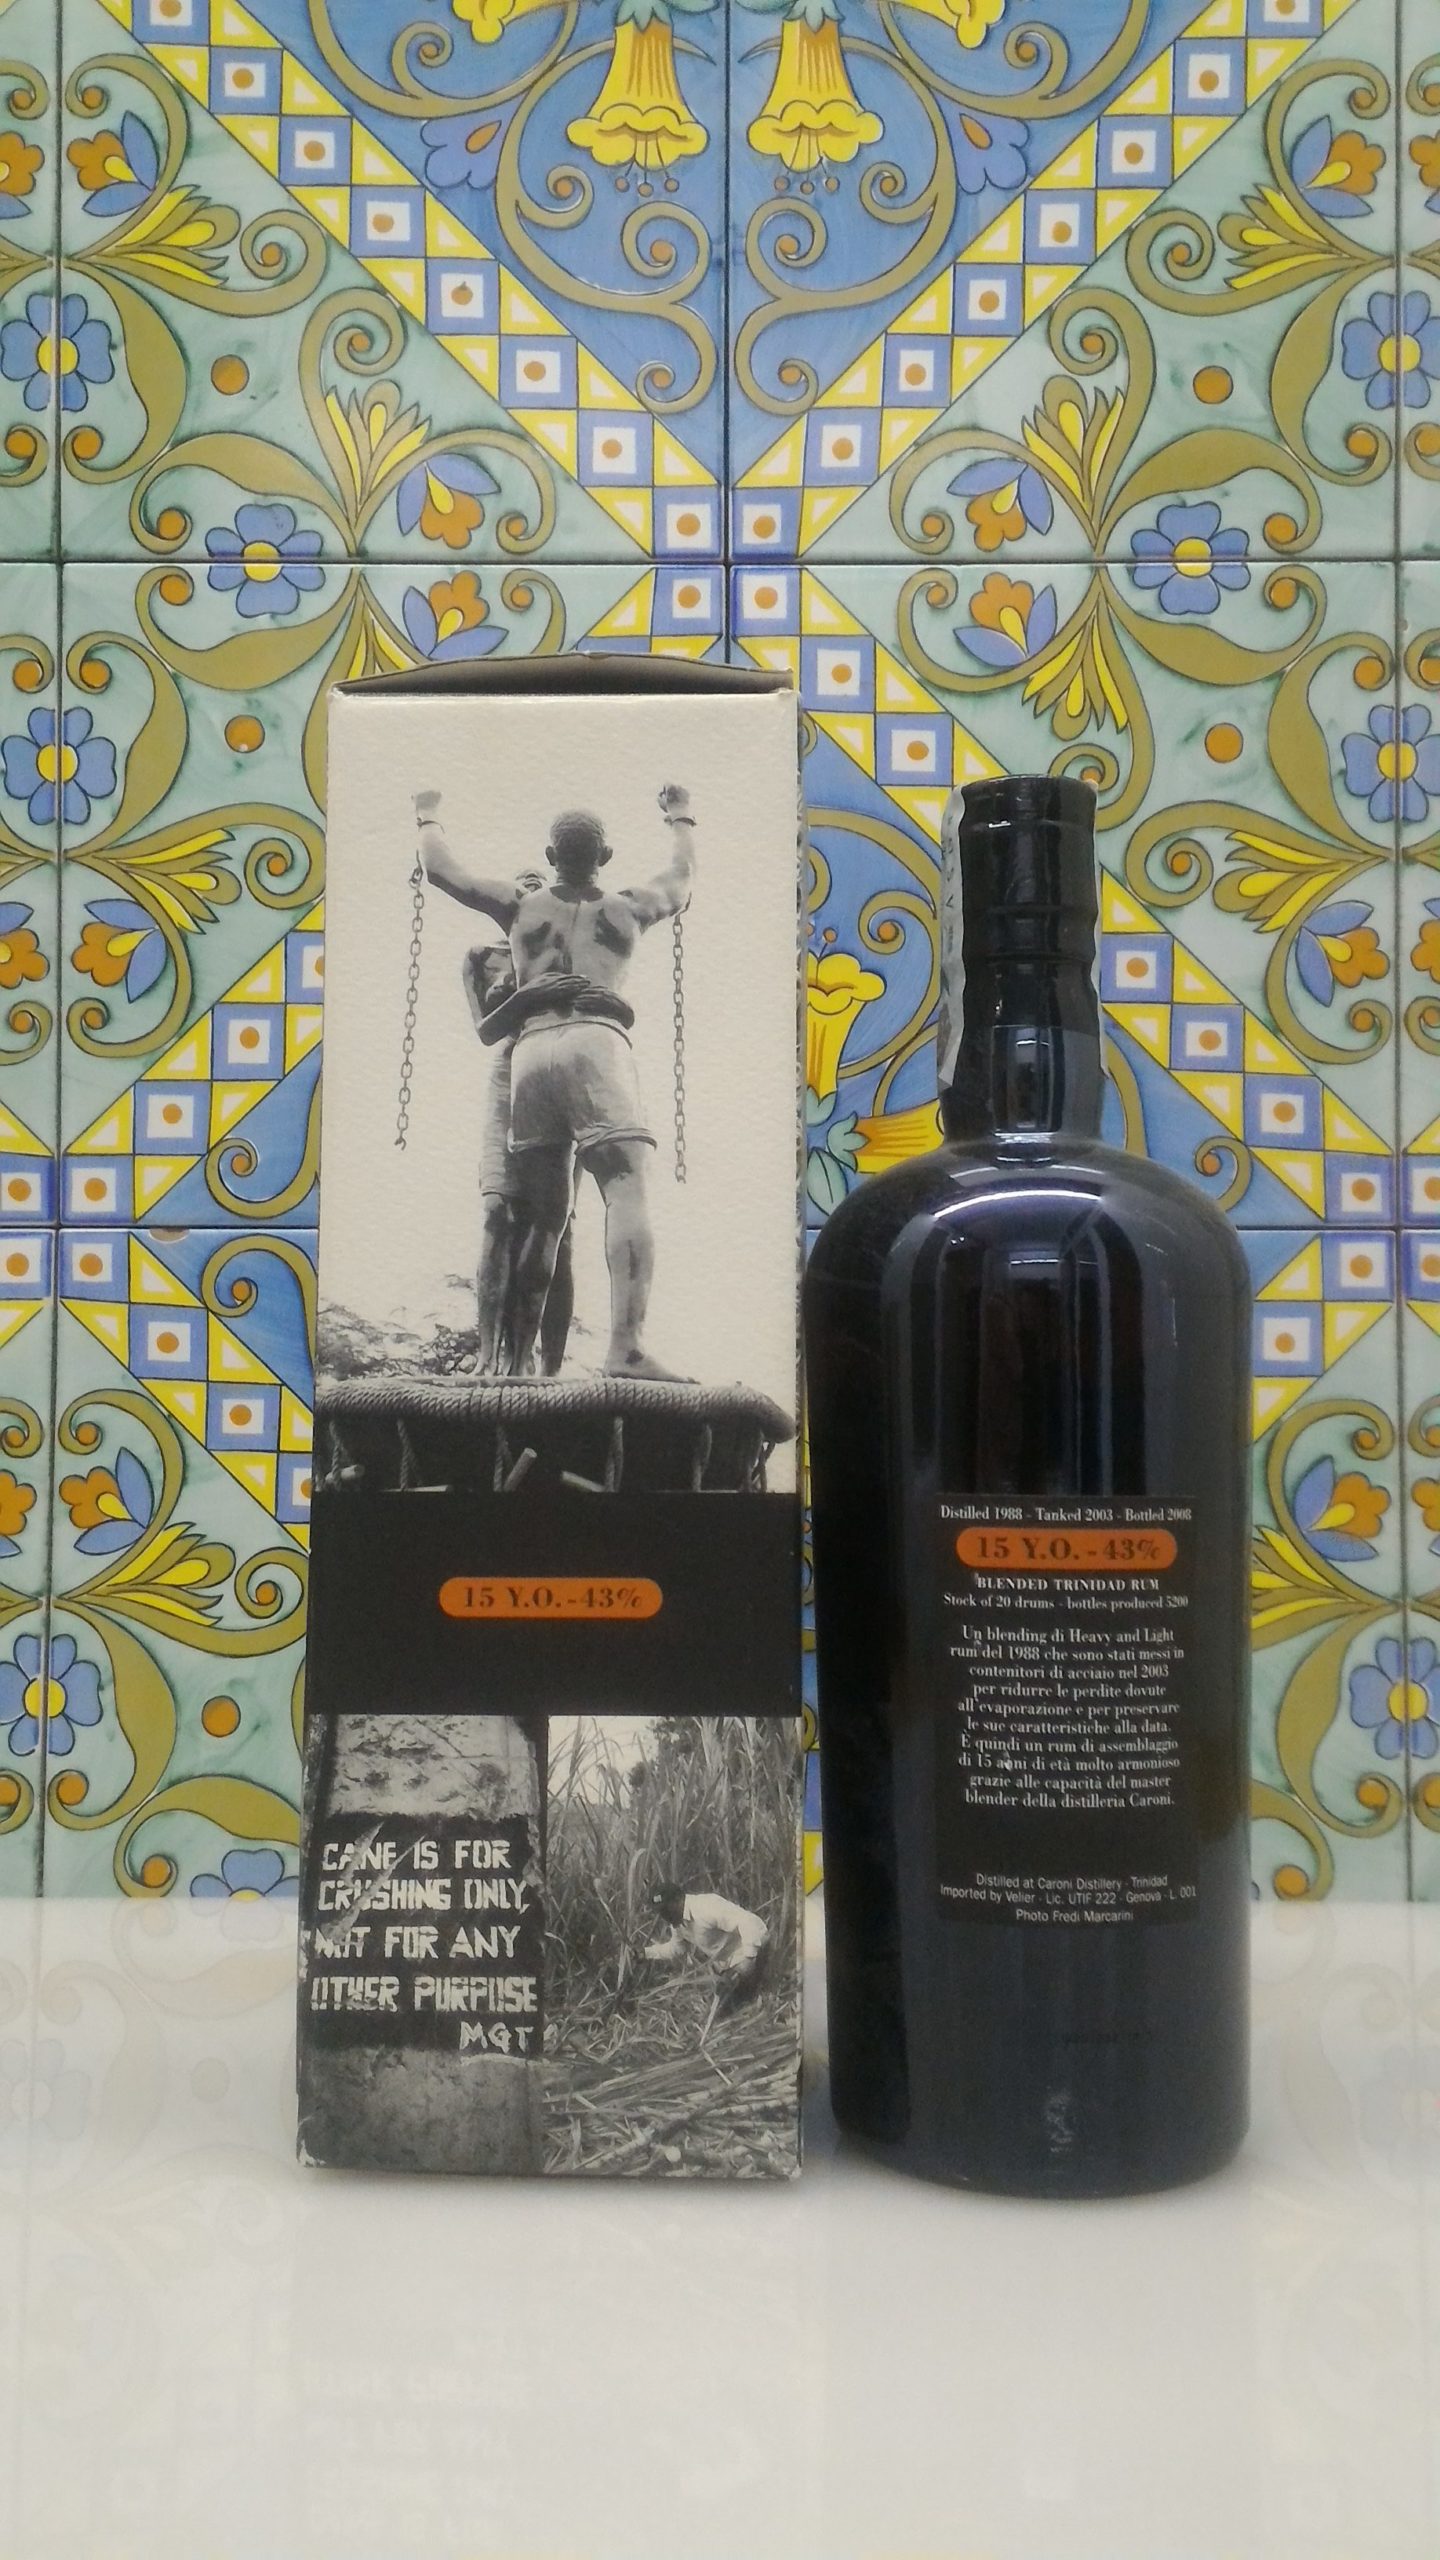 15 Y.O.-43%
CANE IS FOR
CRUSHING ONLY,
NOT FOR ANY
OTHER PURPOSE
MGT
Distilled 1988 - Tanked 2003 - Bottled 2008
15 Y.O. - 43%
BLENDED TRINIDAD RUM
Stock of 20 drums - bottles produced 5200
Un blending di Heavy and Light
rum del 1988 che sono stati messi in
contenitori di acciaio nel 2003
per ridurre le perdite dovute
all'evaporazione e per preservare
le sue caratteristiche alla data.
È quindi un rum di assemblaggio
di 15 anni di età molto armonioso
grazie alle capacità del master
blender della distilleria Caroni.
Distilled at Caroni Distillery - Trinidad
Imported by Velier - Lic. UTIF 222 - Genova - L 001
Photo Fredi Marcarini